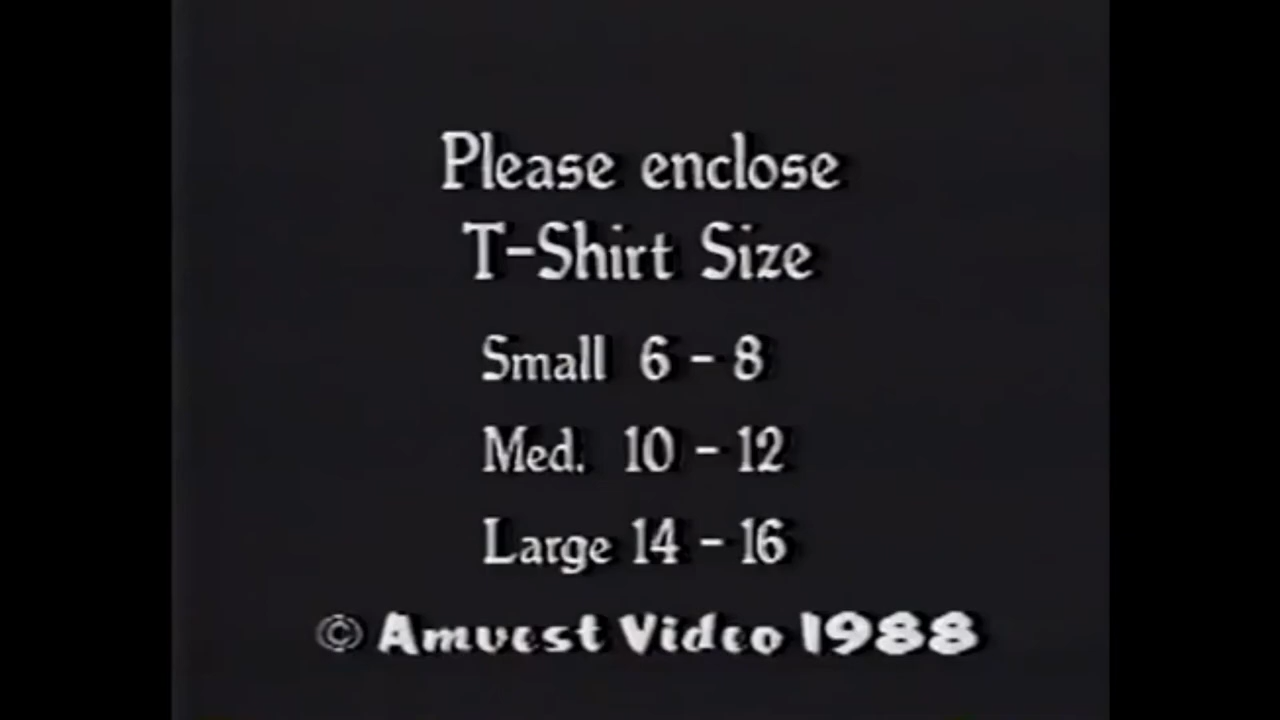 Please enclose
T-Shirt Size
Small 6 - 8
Med. 10 - 12
Large 14 - 16
© Amvest Video 1988